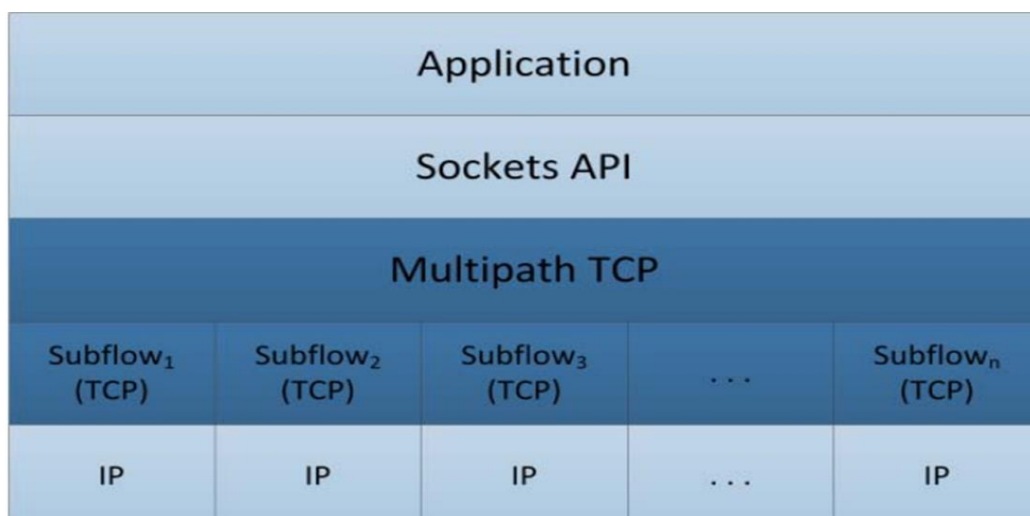 Application
Sockets API
Multipath TCP
Subflow₁ Subflow₂ Subflow₃ . . . Subflowₙ
(TCP) (TCP) (TCP) (TCP)
IP IP IP . . . IP